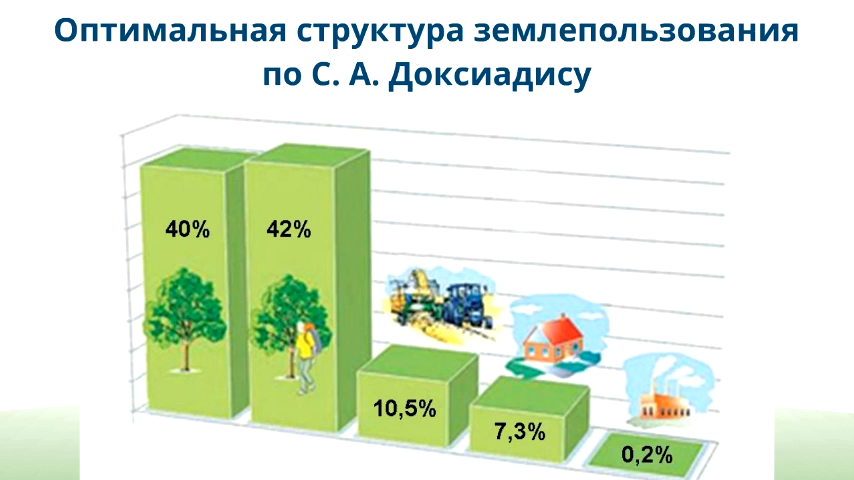 Оптимальная структура землепользования
по С. А. Доксиадису
40%
42%
10,5%
7,3%
0,2%